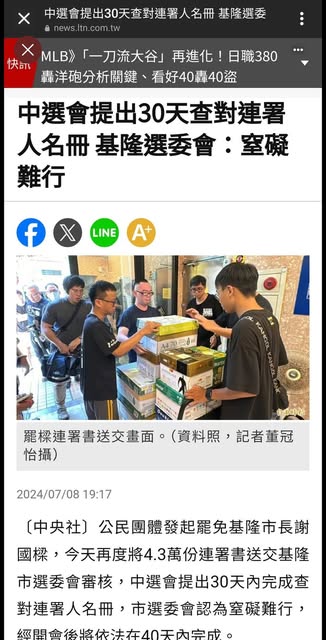 中選會提出30天查對連署人名冊 基隆選委
news.ltn.com.tw
快訊
MLB》「一刀流大谷」再進化！日職380
轟洋砲分析關鍵、看好40轟40盜
中選會提出30天查對連署
人名冊 基隆選委會：窒礙
難行
f
X
LINE
A+
A4 70
KANGOL
罷樑連署書送交畫面。（資料照，記者董冠
怡攝）
2024/07/08 19:17
〔中央社〕公民團體發起罷免基隆市長謝
國樑，今天再度將4.3萬份連署書送交基隆
市選委會審核，中選會提出30天內完成查
對連署人名冊，市選委會認為窒礙難行，
經開會後將依法在40天內完成。